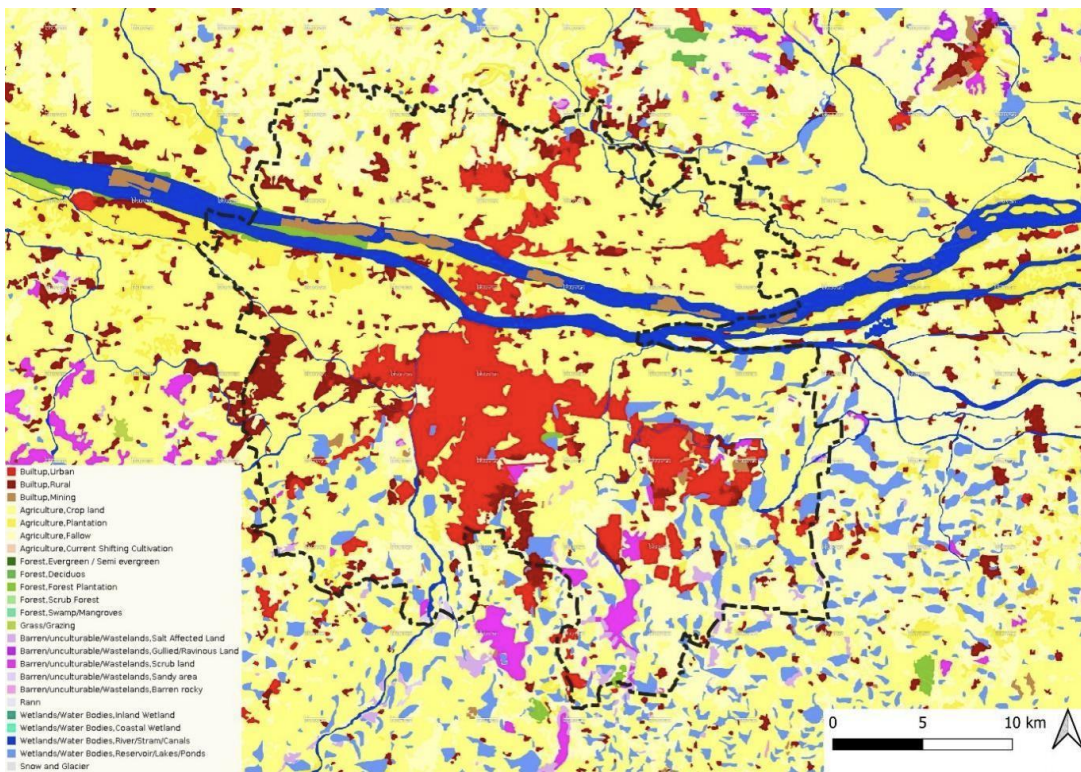 Builtup,Urban
Builtup,Rural
Builtup,Mining
Agriculture,Crop land
Agriculture,Plantation
Agriculture,Fallow
Agriculture,Current Shifting Cultivation
Forest,Evergreen / Semi evergreen
Forest,Deciduos
Forest,Forest Plantation
Forest,Scrub Forest
Forest,Swamp/Mangroves
Grass/Grazing
Barren/unculturable/Wastelands,Salt Affected Land
Barren/unculturable/Wastelands,Gullied/Ravinous Land
Barren/unculturable/Wastelands,Scrub land
Barren/unculturable/Wastelands,Sandy area
Barren/unculturable/Wastelands,Barren rocky
Rann
Wetlands/Water Bodies,Inland Wetland
Wetlands/Water Bodies,Coastal Wetland
Wetlands/Water Bodies,River/Stram/Canals
Wetlands/Water Bodies,Reservoir/Lakes/Ponds
Snow and Glacier
0 5 10 km